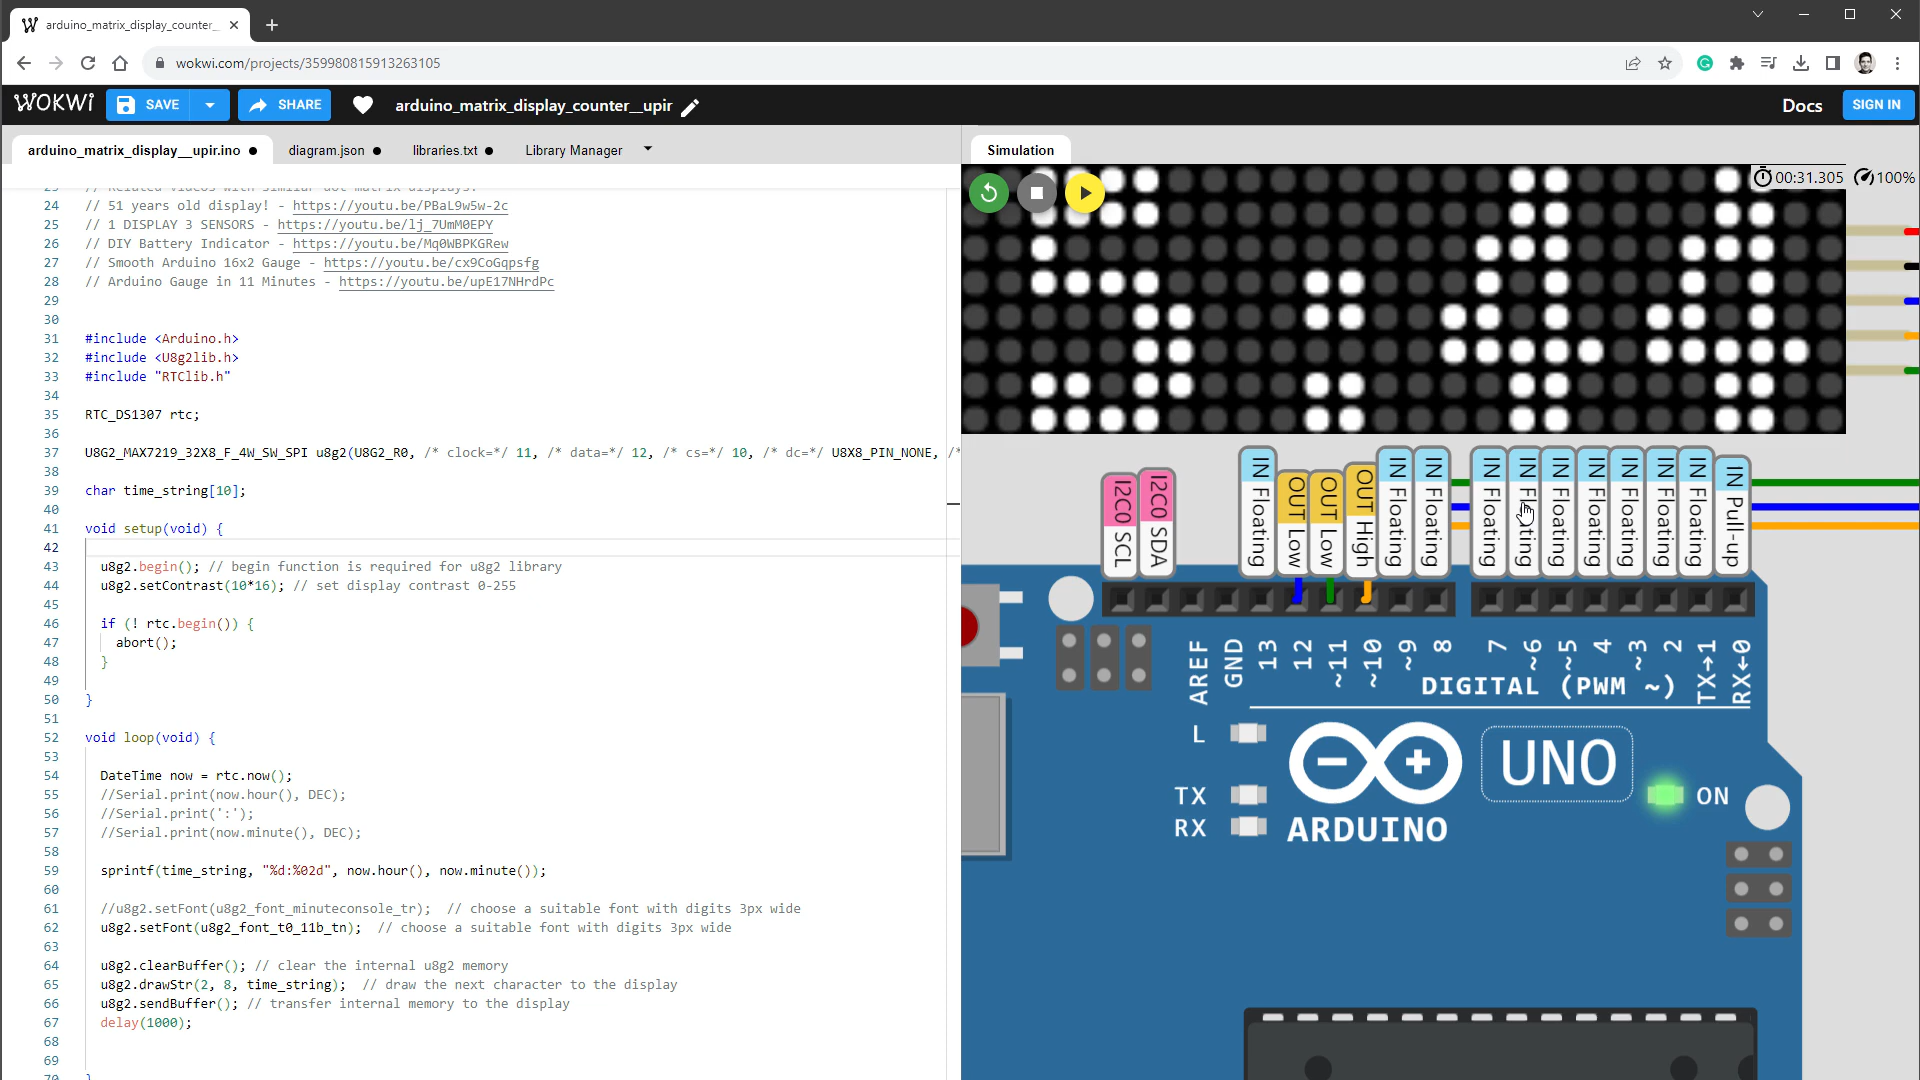 arduino_matrix_display_counter_
wokwi.com/projects/359980815913263105
WOKWI
SAVE
SHARE
arduino_matrix_display_counter__upir
Docs
SIGN IN
arduino_matrix_display__upir.ino
diagram.json
libraries.txt
Library Manager
Simulation
00:31.305
100%
23 // Related videos with similar dot matrix displays:
24 // 51 years old display! - https://youtu.be/PBaL9w5w-2c
25 // 1 DISPLAY 3 SENSORS - https://youtu.be/lj_7UmM0EPY
26 // DIY Battery Indicator - https://youtu.be/Mq0WBPKGRew
27 // Smooth Arduino 16x2 Gauge - https://youtu.be/cx9CoGqpsfg
28 // Arduino Gauge in 11 Minutes - https://youtu.be/upE17NHrdPc
29
30
31 #include <Arduino.h>
32 #include <U8g2lib.h>
33 #include "RTClib.h"
34
35 RTC_DS1307 rtc;
36
37 U8G2_MAX7219_32X8_F_4W_SW_SPI u8g2(U8G2_R0, /* clock=*/ 11, /* data=*/ 12, /* cs=*/ 10, /* dc=*/ U8X8_PIN_NONE, /*
38
39 char time_string[10];
40
41 void setup(void) {
42
43 u8g2.begin(); // begin function is required for u8g2 library
44 u8g2.setContrast(10*16); // set display contrast 0-255
45
46 if (! rtc.begin()) {
47 abort();
48 }
49
50 }
51
52 void loop(void) {
53
54 DateTime now = rtc.now();
55 //Serial.print(now.hour(), DEC);
56 //Serial.print(':');
57 //Serial.print(now.minute(), DEC);
58
59 sprintf(time_string, "%d:%02d", now.hour(), now.minute());
60
61 //u8g2.setFont(u8g2_font_minuteconsole_tr); // choose a suitable font with digits 3px wide
62 u8g2.setFont(u8g2_font_t0_11b_tn); // choose a suitable font with digits 3px wide
63
64 u8g2.clearBuffer(); // clear the internal u8g2 memory
65 u8g2.drawStr(2, 8, time_string); // draw the next character to the display
66 u8g2.sendBuffer(); // transfer internal memory to the display
67 delay(1000);
68
69
70 }
5:44
I2C0 SCL
I2C0 SDA
IN Floating
OUT Low
OUT Low
OUT High
IN Floating
IN Floating
IN Floating
IN Floating
IN Floating
IN Floating
IN Floating
IN Floating
IN Floating
IN Pull-up
AREF
GND
13
12
~11
~10
~9
8
7
~6
~5
4
~3
2
TX→1
RX←0
DIGITAL (PWM ~)
L
TX
RX
UNO
ON
ARDUINO